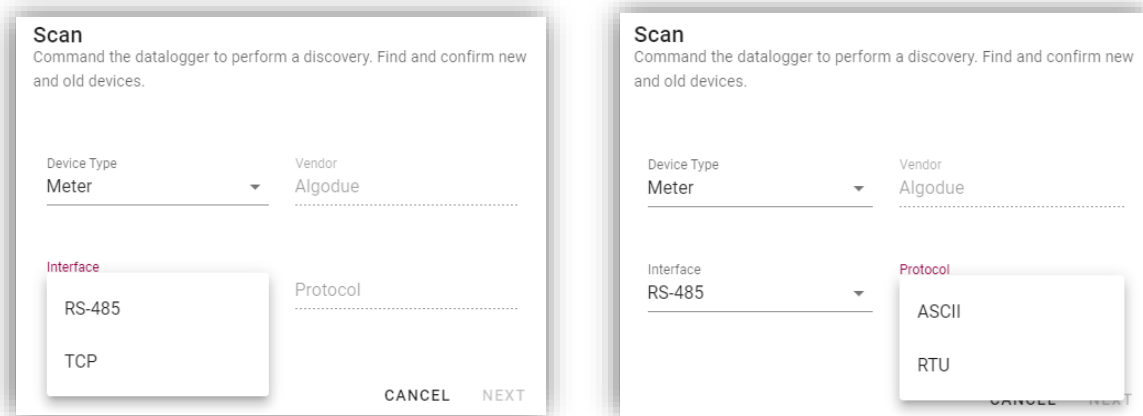 Scan
Command the datalogger to perform a discovery. Find and confirm new
and old devices.
Device Type
Meter
Vendor
Algodue
Interface
RS-485
TCP
Protocol
CANCEL NEXT
Scan
Command the datalogger to perform a discovery. Find and confirm new
and old devices.
Device Type
Meter
Vendor
Algodue
Interface
RS-485
Protocol
ASCII
RTU
CANCEL NEXT